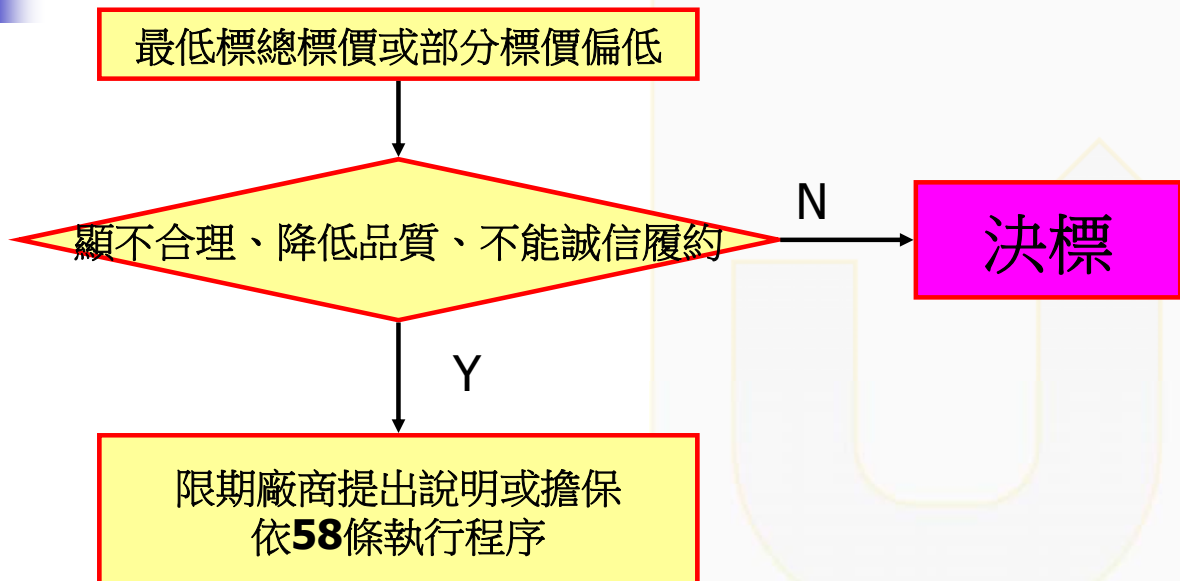 最低標總標價或部分標價偏低
顯不合理、降低品質、不能誠信履約
N
決標
Y
限期廠商提出說明或擔保
依58條執行程序